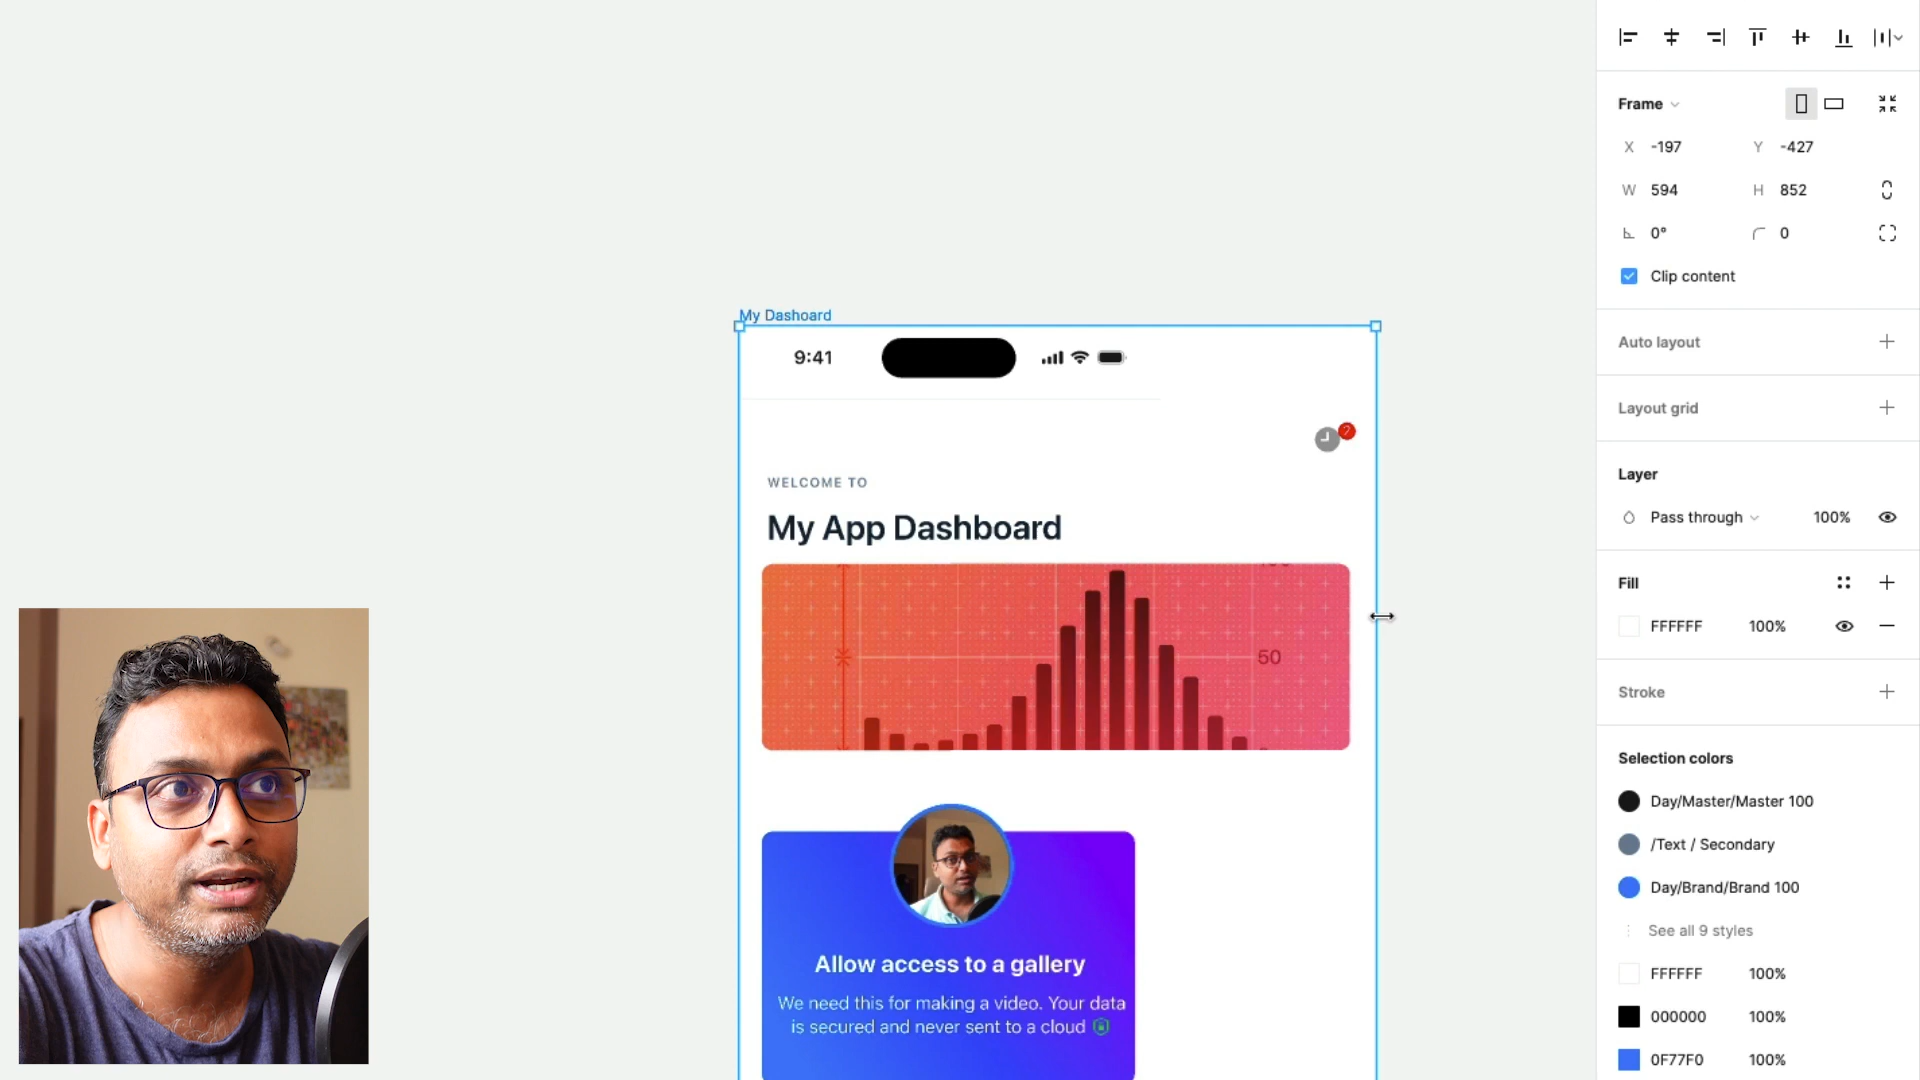 Frame
X -197 Y -427
W 594 H 852
0° 0
Clip content
My Dashoard
Auto layout
9:41
Layout grid
2
Layer
WELCOME TO
Pass through 100%
My App Dashboard
Fill
FFFFFF 100%
50
Stroke
Selection colors
Day/Master/Master 100
/Text / Secondary
Day/Brand/Brand 100
See all 9 styles
Allow access to a gallery
FFFFFF 100%
We need this for making a video. Your data
is secured and never sent to a cloud
000000 100%
0F77F0 100%